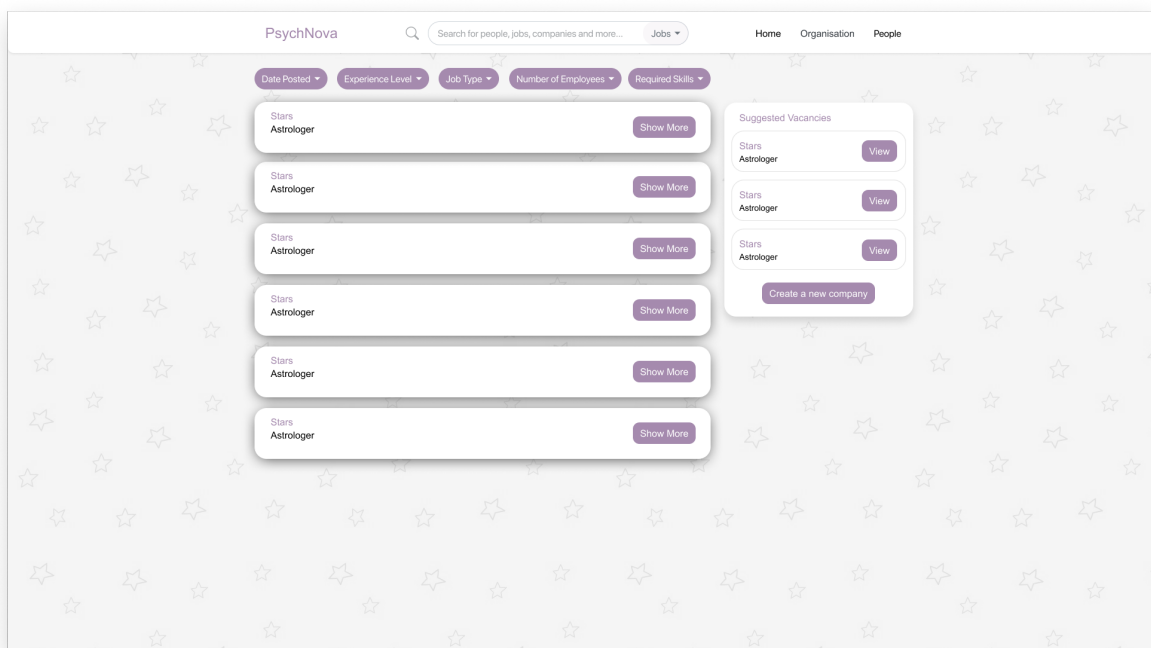 PsychNova
Search for people, jobs, companies and more...
Jobs
Home
Organisation
People
Date Posted
Experience Level
Job Type
Number of Employees
Required Skills
Stars
Astrologer
Show More
Stars
Astrologer
Show More
Stars
Astrologer
Show More
Stars
Astrologer
Show More
Stars
Astrologer
Show More
Stars
Astrologer
Show More
Suggested Vacancies
Stars
Astrologer
View
Stars
Astrologer
View
Stars
Astrologer
View
Create a new company